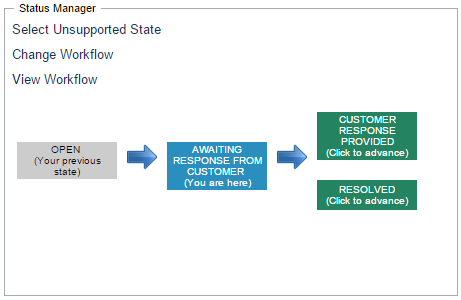 Status Manager
Select Unsupported State
Change Workflow
View Workflow
OPEN
(Your previous
state)
AWAITING
RESPONSE FROM
CUSTOMER
(You are here)
CUSTOMER
RESPONSE
PROVIDED
(Click to advance)
RESOLVED
(Click to advance)